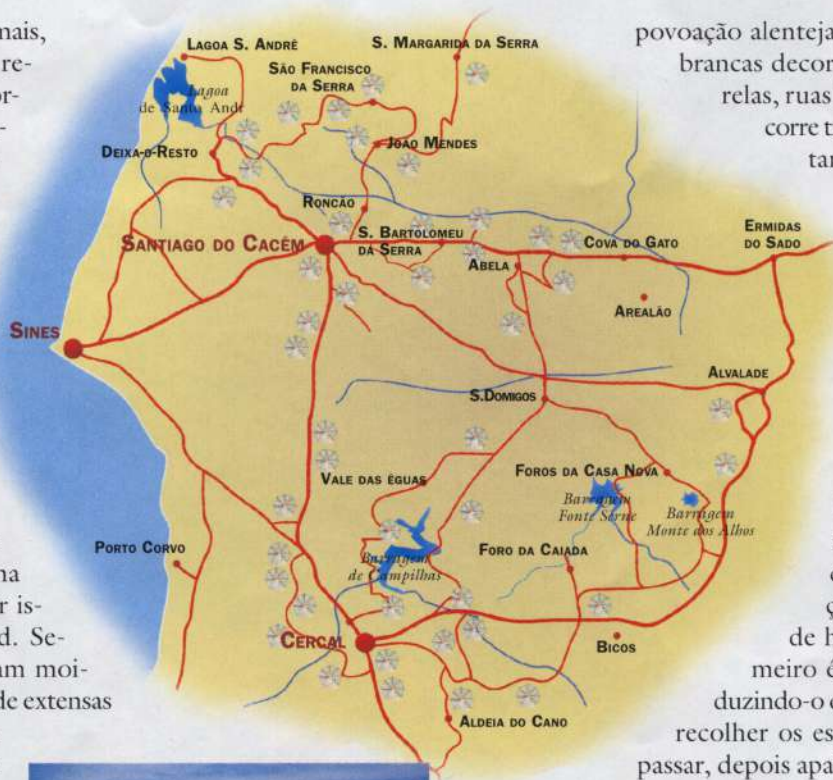 nais,
re-
or-
-
LAGOA S. ANDRÉ
S. MARGARIDA DA SERRA
SÃO FRANCISCO
DA SERRA
Lagoa
de Santo André
DEIXA-O-RESTO
JOÃO MENDES
RONCÃO
SANTIAGO DO CACÉM
S. BARTOLOMEU
DA SERRA
ABELA
COVA DO GATO
ERMIDAS
DO SADO
AREALÃO
SINES
ALVALADE
S.DOMIGOS
VALE DAS ÉGUAS
FOROS DA CASA NOVA
Barragem
Fonte Serne
Barragem
Monte dos Alhos
PORTO CORVO
Barragem
de Campilhas
FORO DA CAIADA
CERCAL
BICOS
ALDEIA DO CANO
povoação alenteja
brancas decor
relas, ruas
corre
na
r is-
d. Se-
am moi-
de extensas
de h
meiro é
duzindo-o
recolher os es
passar, depois apa